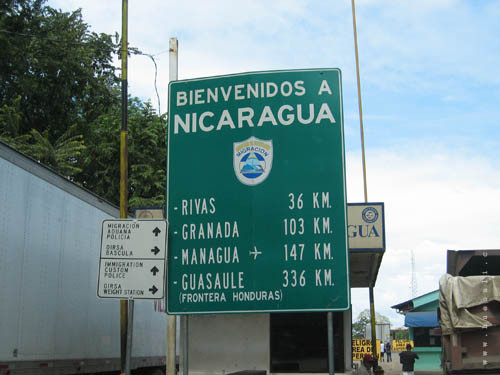 BIENVENIDOS A
NICARAGUA
MIGRACION
- RIVAS 36 KM.
- GRANADA 103 KM.
- MANAGUA 147 KM.
- GUASAULE 336 KM.
(FRONTERA HONDURAS)
MIGRACIÓN
ADUANA
POLICIA
DIRSA
BASCULA
IMMIGRATION
CUSTOM
POLICE
DIRSA
WEIGHT STATION
GUA